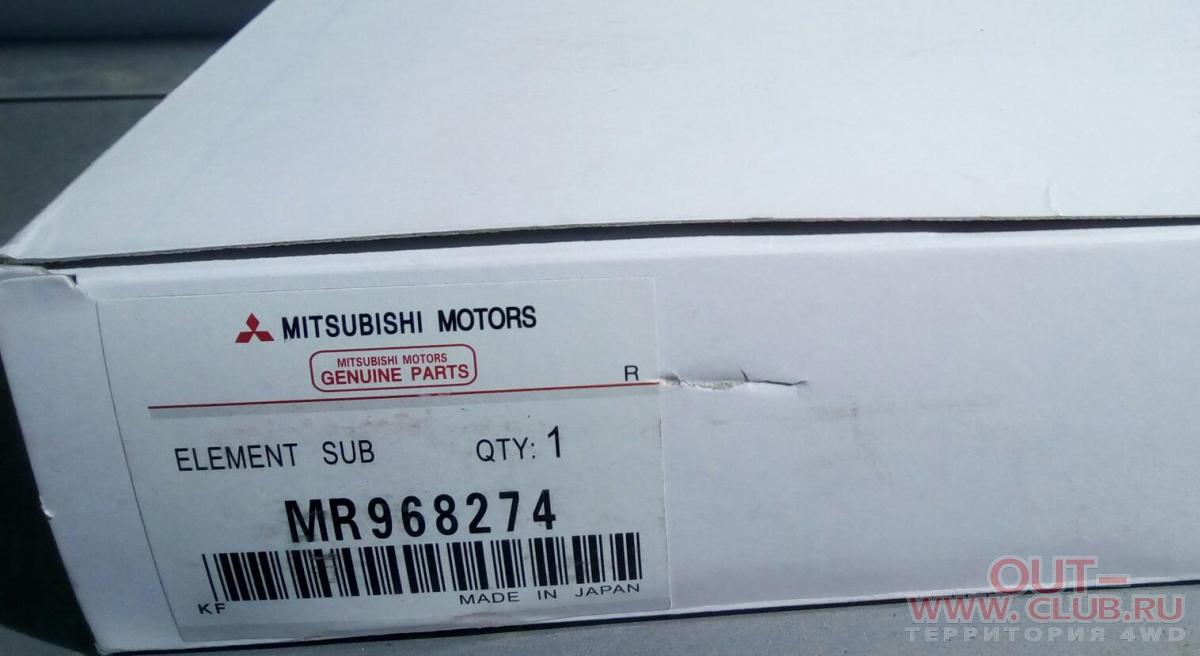 MITSUBISHI MOTORS
MITSUBISHI MOTORS
GENUINE PARTS
R
ELEMENT SUB QTY: 1
MR968274
KF MADE IN JAPAN
OUT-
WWW.CLUB.RU
ТЕРРИТОРИЯ 4WD